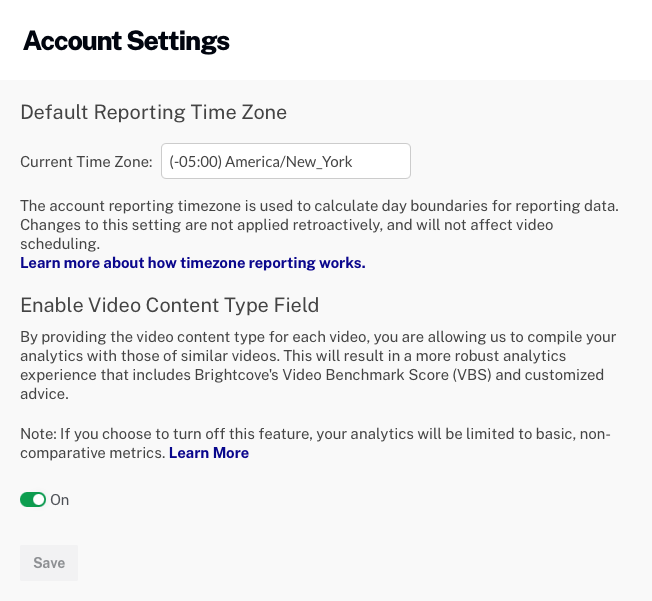 Account Settings
Default Reporting Time Zone
Current Time Zone: (-05:00) America/New_York
The account reporting timezone is used to calculate day boundaries for reporting data.
Changes to this setting are not applied retroactively, and will not affect video
scheduling.
Learn more about how timezone reporting works.
Enable Video Content Type Field
By providing the video content type for each video, you are allowing us to compile your
analytics with those of similar videos. This will result in a more robust analytics
experience that includes Brightcove's Video Benchmark Score (VBS) and customized
advice.
Note: If you choose to turn off this feature, your analytics will be limited to basic, non-
comparative metrics. Learn More
On
Save